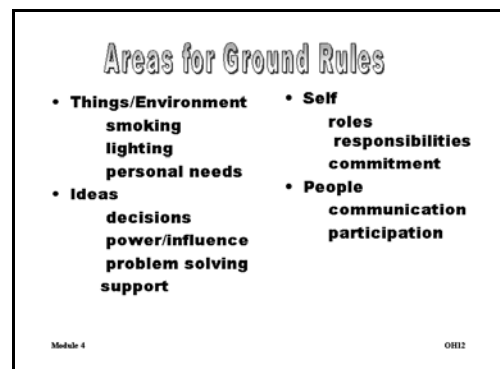 Areas for Ground Rules
• Things/Environment
smoking
lighting
personal needs
• Ideas
decisions
power/influence
problem solving
support
• Self
roles
responsibilities
commitment
• People
communication
participation
Module 4
OH12